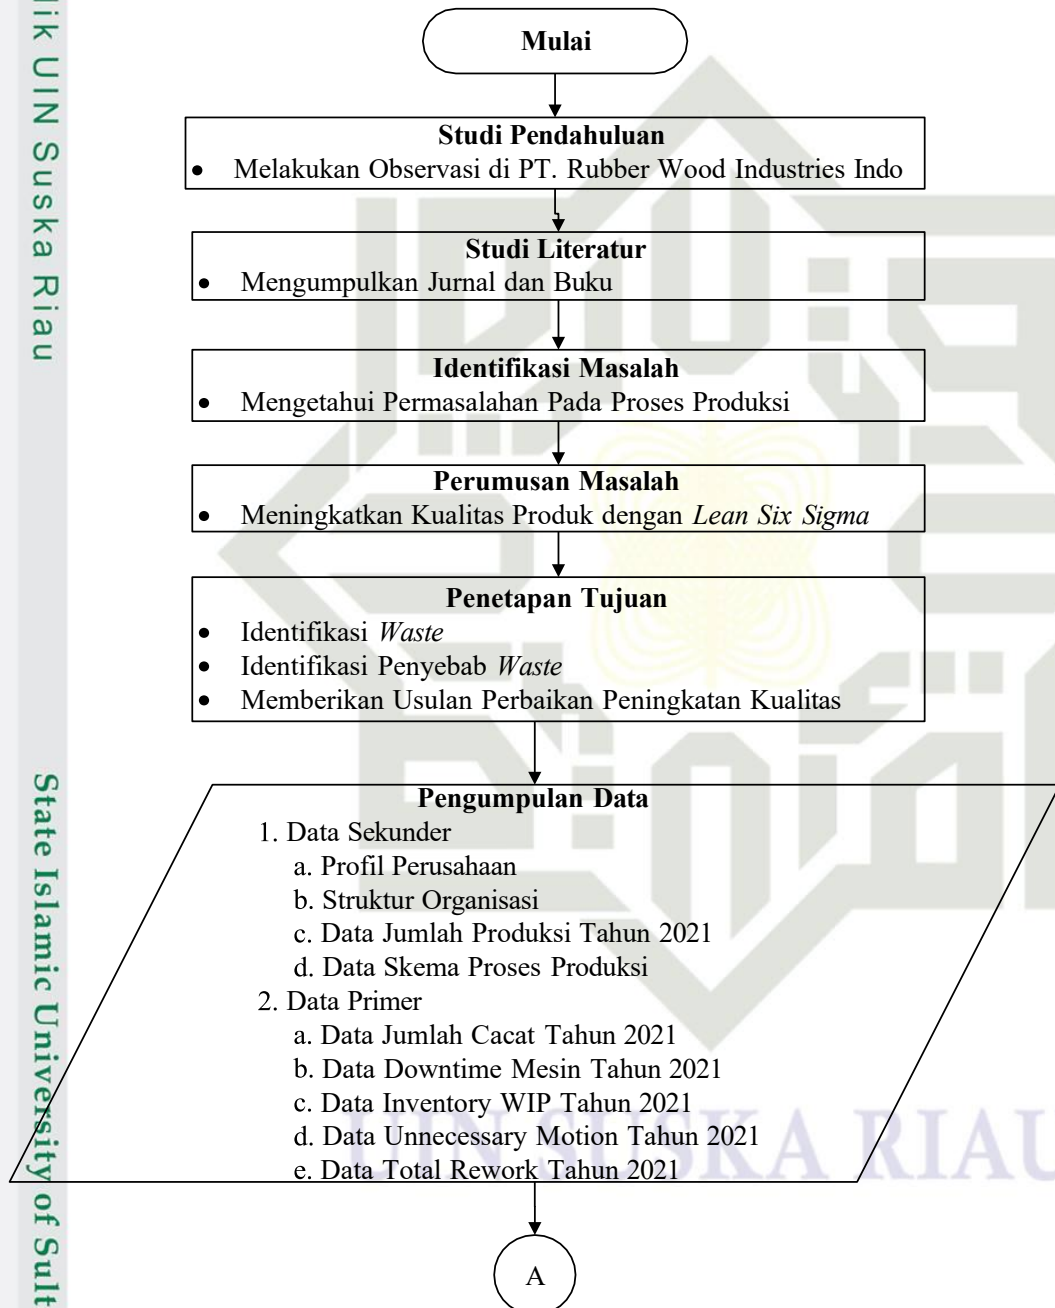 Mulai
Studi Pendahuluan
• Melakukan Observasi di PT. Rubber Wood Industries Indo
Studi Literatur
• Mengumpulkan Jurnal dan Buku
Identifikasi Masalah
• Mengetahui Permasalahan Pada Proses Produksi
Perumusan Masalah
• Meningkatkan Kualitas Produk dengan Lean Six Sigma
Penetapan Tujuan
• Identifikasi Waste
• Identifikasi Penyebab Waste
• Memberikan Usulan Perbaikan Peningkatan Kualitas
Pengumpulan Data
1. Data Sekunder
a. Profil Perusahaan
b. Struktur Organisasi
c. Data Jumlah Produksi Tahun 2021
d. Data Skema Proses Produksi
2. Data Primer
a. Data Jumlah Cacat Tahun 2021
b. Data Downtime Mesin Tahun 2021
c. Data Inventory WIP Tahun 2021
d. Data Unnecessary Motion Tahun 2021
e. Data Total Rework Tahun 2021
A
UIN SUSKA RIAU
lik UIN Suska Riau
State Islamic University of Sult